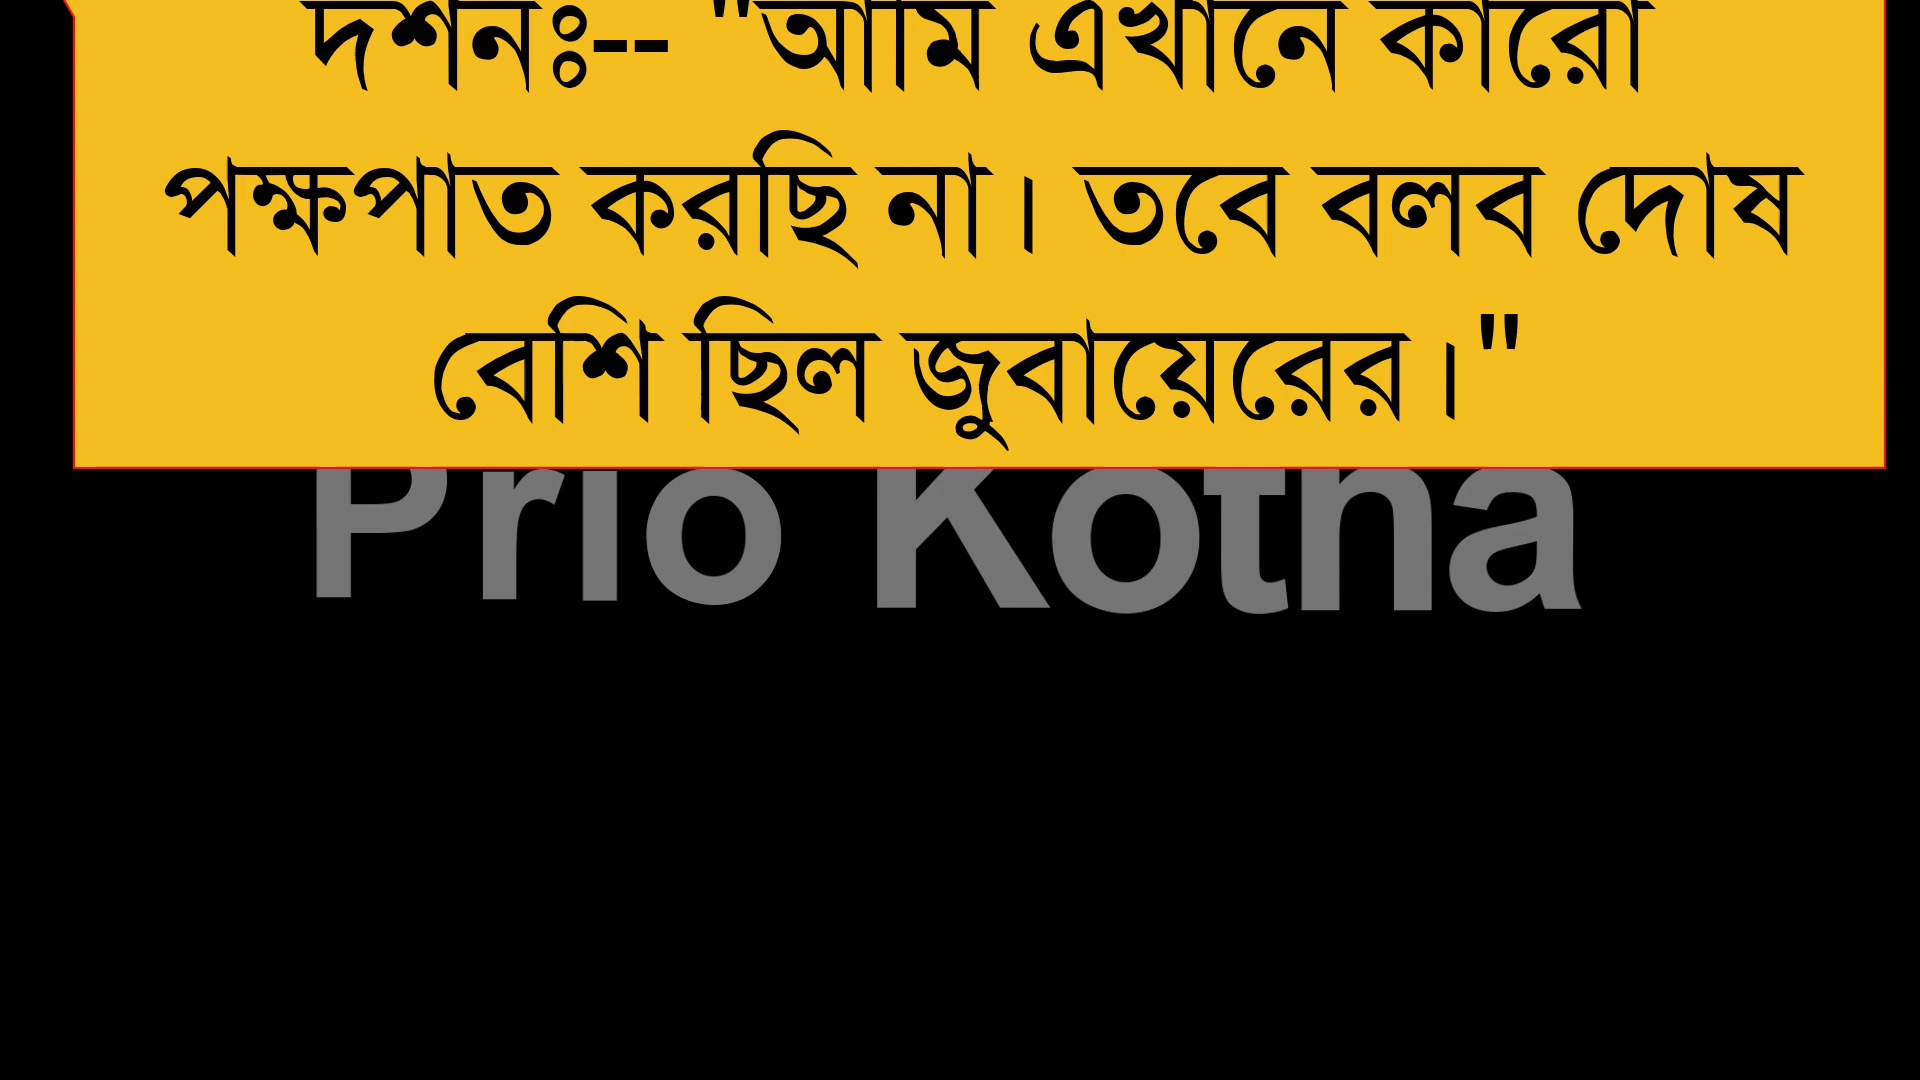 দর্শনঃ-- "আমি এখানে কারো
পক্ষপাত করছি না। তবে বলব দোষ
বেশি ছিল জুবায়েরের।"
Prio Kotha